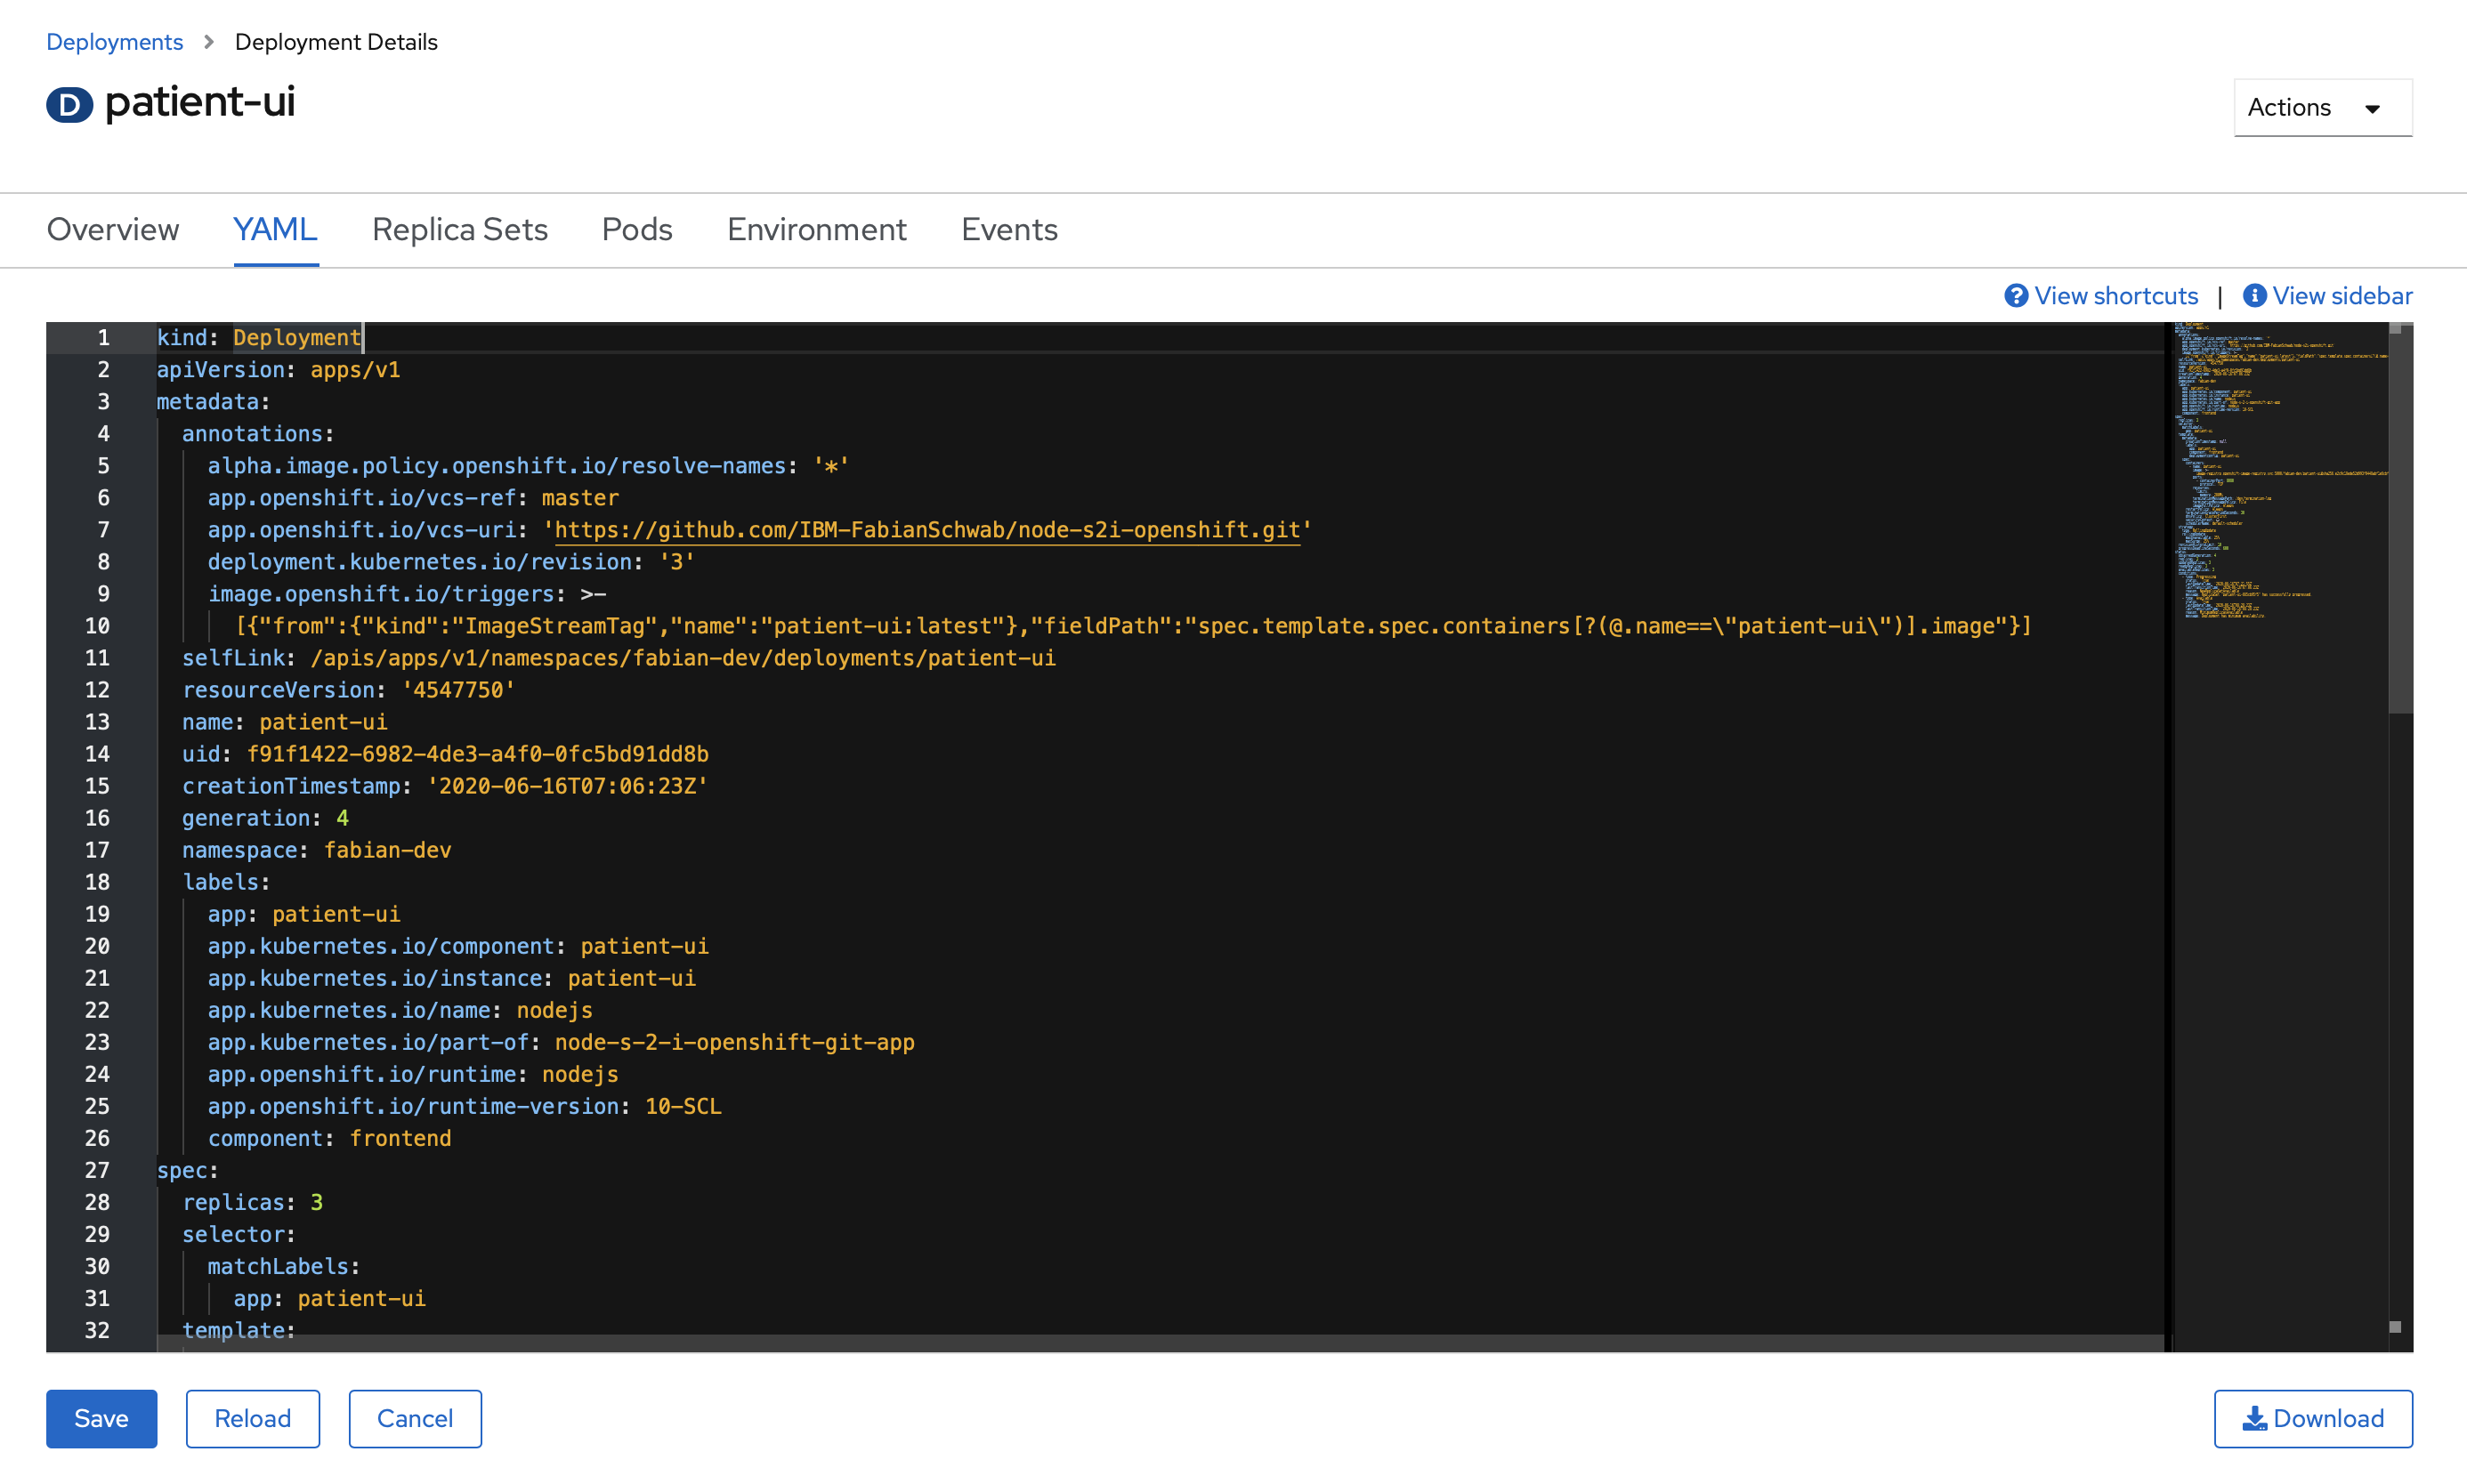 Deployments > Deployment Details
D patient-ui
Actions
Overview YAML Replica Sets Pods Environment Events
View shortcuts | View sidebar
1 kind: Deployment
2 apiVersion: apps/v1
3 metadata:
4 annotations:
5 alpha.image.policy.openshift.io/resolve-names: '*'
6 app.openshift.io/vcs-ref: master
7 app.openshift.io/vcs-uri: 'https://github.com/IBM-FabianSchwab/node-s2i-openshift.git'
8 deployment.kubernetes.io/revision: '3'
9 image.openshift.io/triggers: >-
10 [{"from":{"kind":"ImageStreamTag","name":"patient-ui:latest"},"fieldPath":"spec.template.spec.containers[?(@.name==\"patient-ui\")].image"}]
11 selfLink: /apis/apps/v1/namespaces/fabian-dev/deployments/patient-ui
12 resourceVersion: '4547750'
13 name: patient-ui
14 uid: f91f1422-6982-4de3-a4f0-0fc5bd91dd8b
15 creationTimestamp: '2020-06-16T07:06:23Z'
16 generation: 4
17 namespace: fabian-dev
18 labels:
19 app: patient-ui
20 app.kubernetes.io/component: patient-ui
21 app.kubernetes.io/instance: patient-ui
22 app.kubernetes.io/name: nodejs
23 app.kubernetes.io/part-of: node-s-2-i-openshift-git-app
24 app.openshift.io/runtime: nodejs
25 app.openshift.io/runtime-version: 10-SCL
26 component: frontend
27 spec:
28 replicas: 3
29 selector:
30 matchLabels:
31 app: patient-ui
32 template:
Save Reload Cancel Download